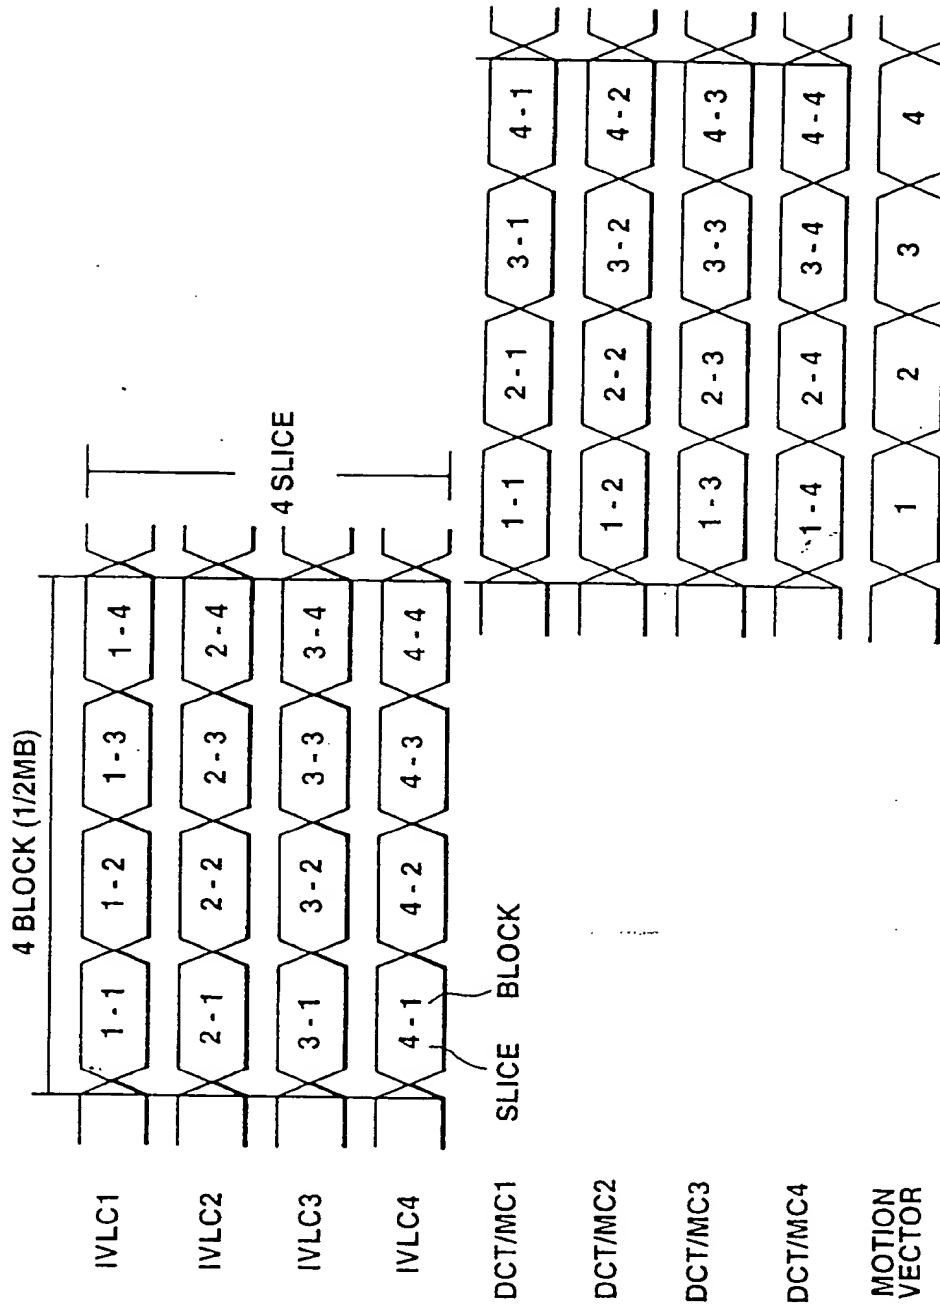 4 BLOCK (1/2MB)
IVLC1 1-1 1-2 1-3 1-4
IVLC2 2-1 2-2 2-3 2-4
IVLC3 3-1 3-2 3-3 3-4
IVLC4 4-1 4-2 4-3 4-4
4 SLICE
SLICE BLOCK
DCT/MC1 1-1 2-1 3-1 4-1
DCT/MC2 1-2 2-2 3-2 4-2
DCT/MC3 1-3 2-3 3-3 4-3
DCT/MC4 1-4 2-4 3-4 4-4
MOTION
VECTOR 1 2 3 4